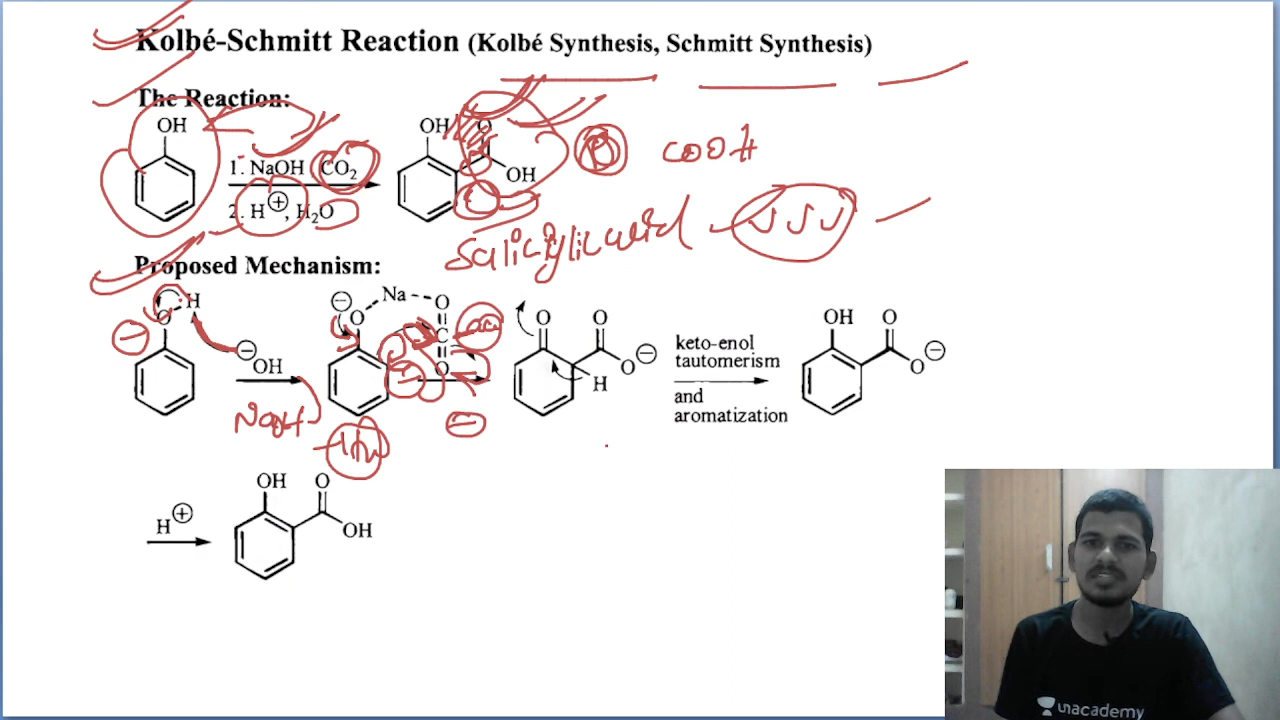 Kolbé-Schmitt Reaction (Kolbé Synthesis, Schmitt Synthesis)
The Reaction:
OH
1. NaOH CO₂
2. H⊕, H₂O
OH O
OH
COOH
Salicylic acid
Proposed Mechanism:
O H
⊖OH
NaOH
⊖ O Na O
C
O
O O
O⊖
H
keto-enol
tautomerism
and
aromatization
OH O
O⊖
H⊕
OH O
OH
unacademy